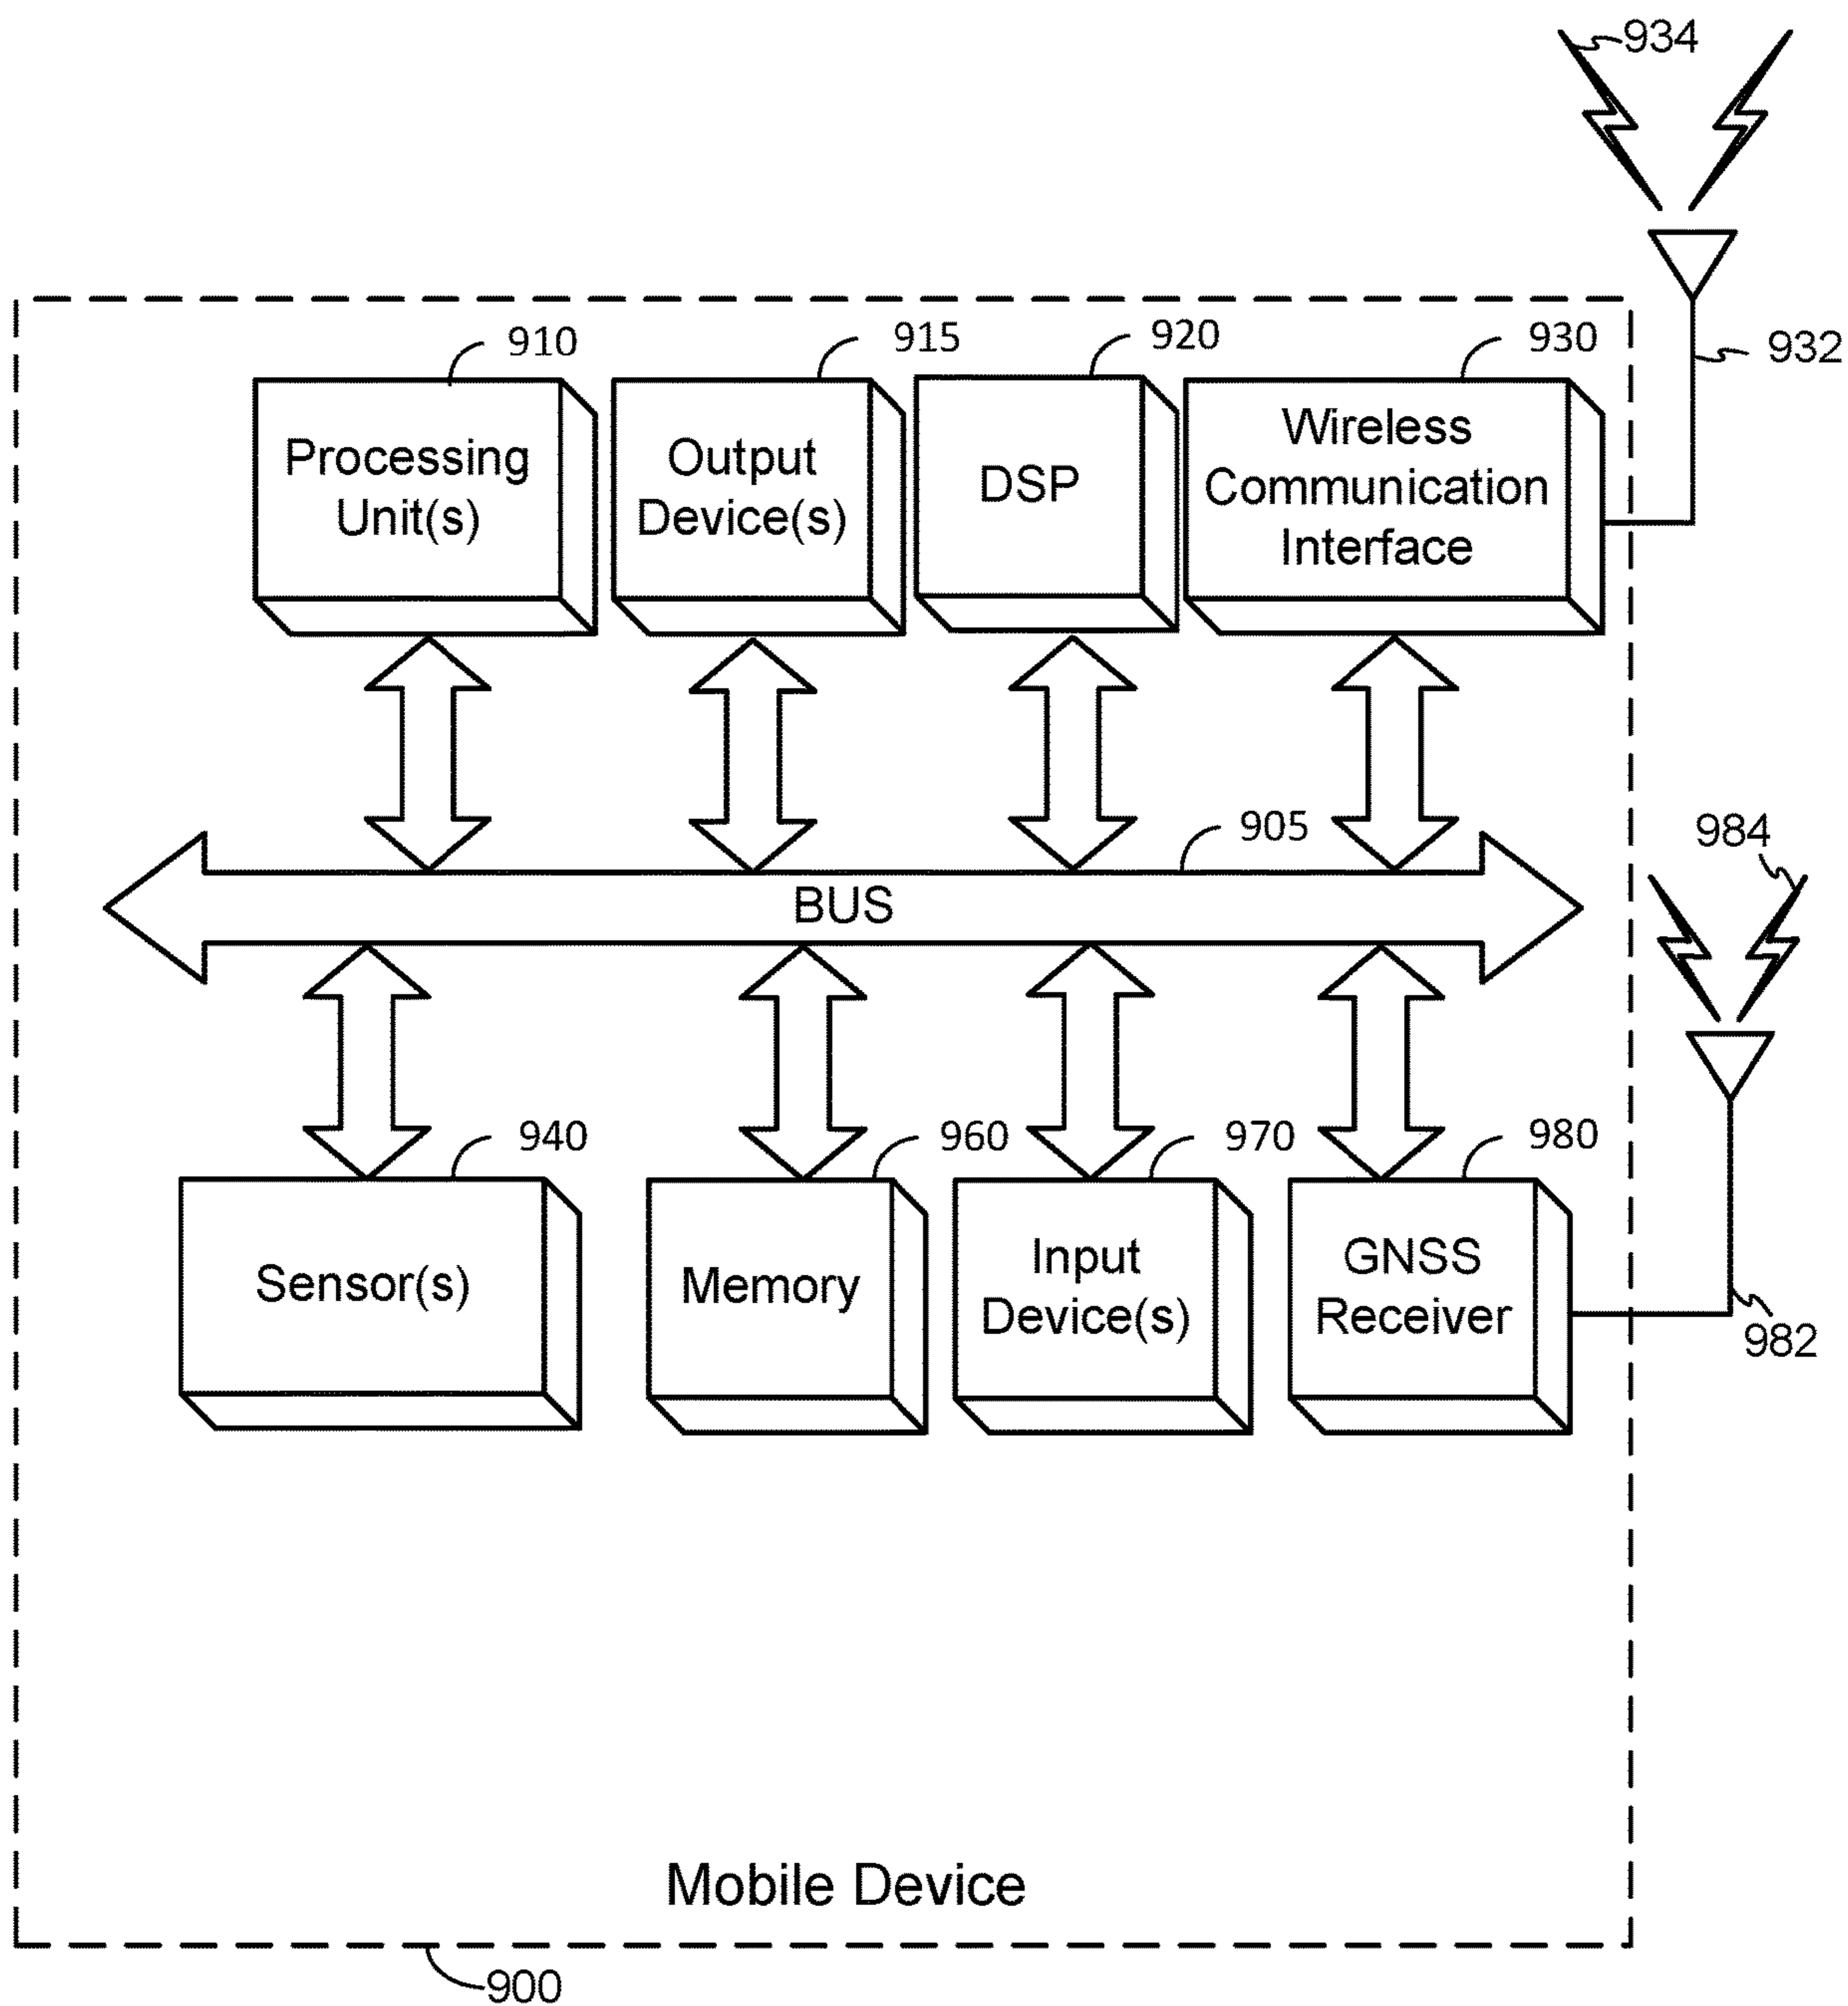 934
932
910
915
920
930
Processing
Unit(s)
Output
Device(s)
DSP
Wireless
Communication
Interface
905
BUS
984
940
960
970
980
Sensor(s)
Memory
Input
Device(s)
GNSS
Receiver
982
Mobile Device
900